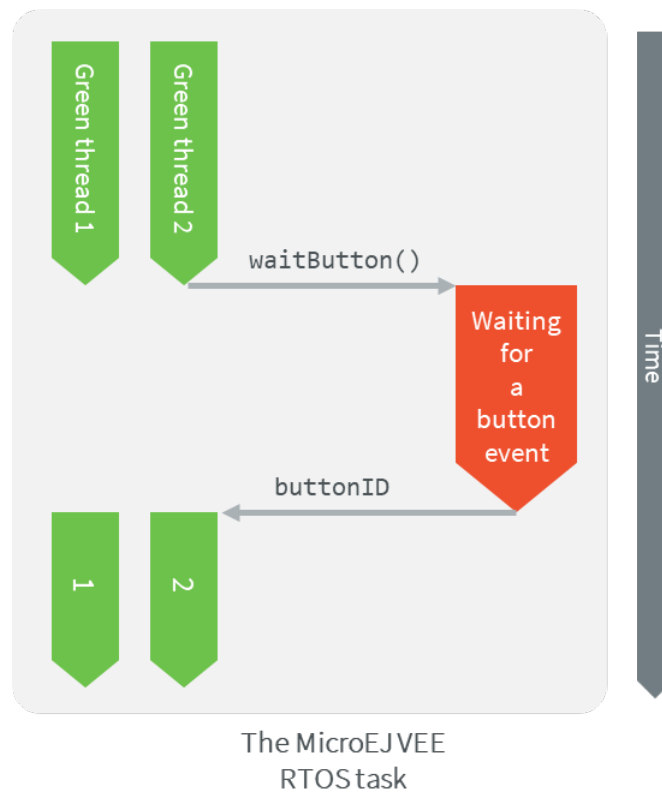 Green thread 1
Green thread 2
waitButton()
Waiting
for
a
button
event
Time
buttonID
1
2
The MicroEJ VEE
RTOS task